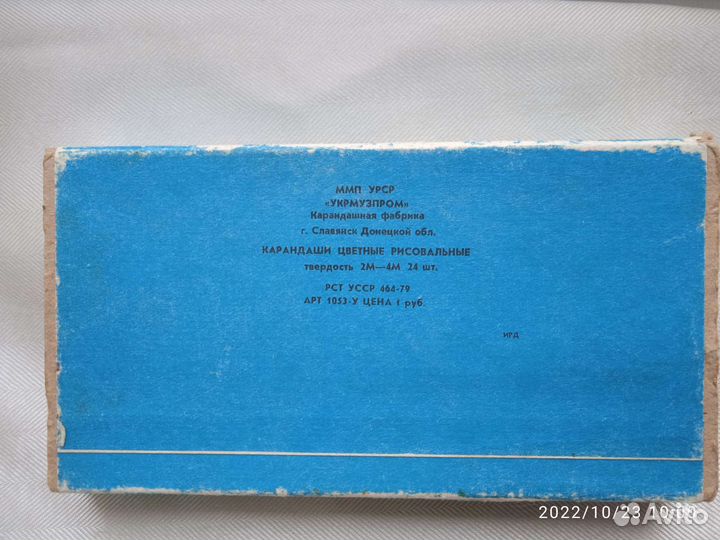 ММП УРСР
«УКРМУЗПРОМ»
Карандашная фабрика
г. Славянск Донецкой обл.
КАРАНДАШИ ЦВЕТНЫЕ РИСОВАЛЬНЫЕ
твердость 2М—4М 24 шт.
РСТ УССР 464-79
АРТ 1053-У ЦЕНА 1 руб.
ИРД
2022/10/23
Avito